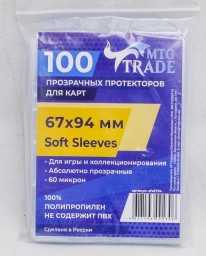 MTG
TRADE
100
ПРОЗРАЧНЫХ ПРОТЕКТОРОВ
ДЛЯ КАРТ
67x94 мм
Soft Sleeves
- Для игры и коллекционирования
- Абсолютно прозрачные
- 60 микрон
100%
ПОЛИПРОПИЛЕН
НЕ СОДЕРЖИТ ПВХ
Сделано в России